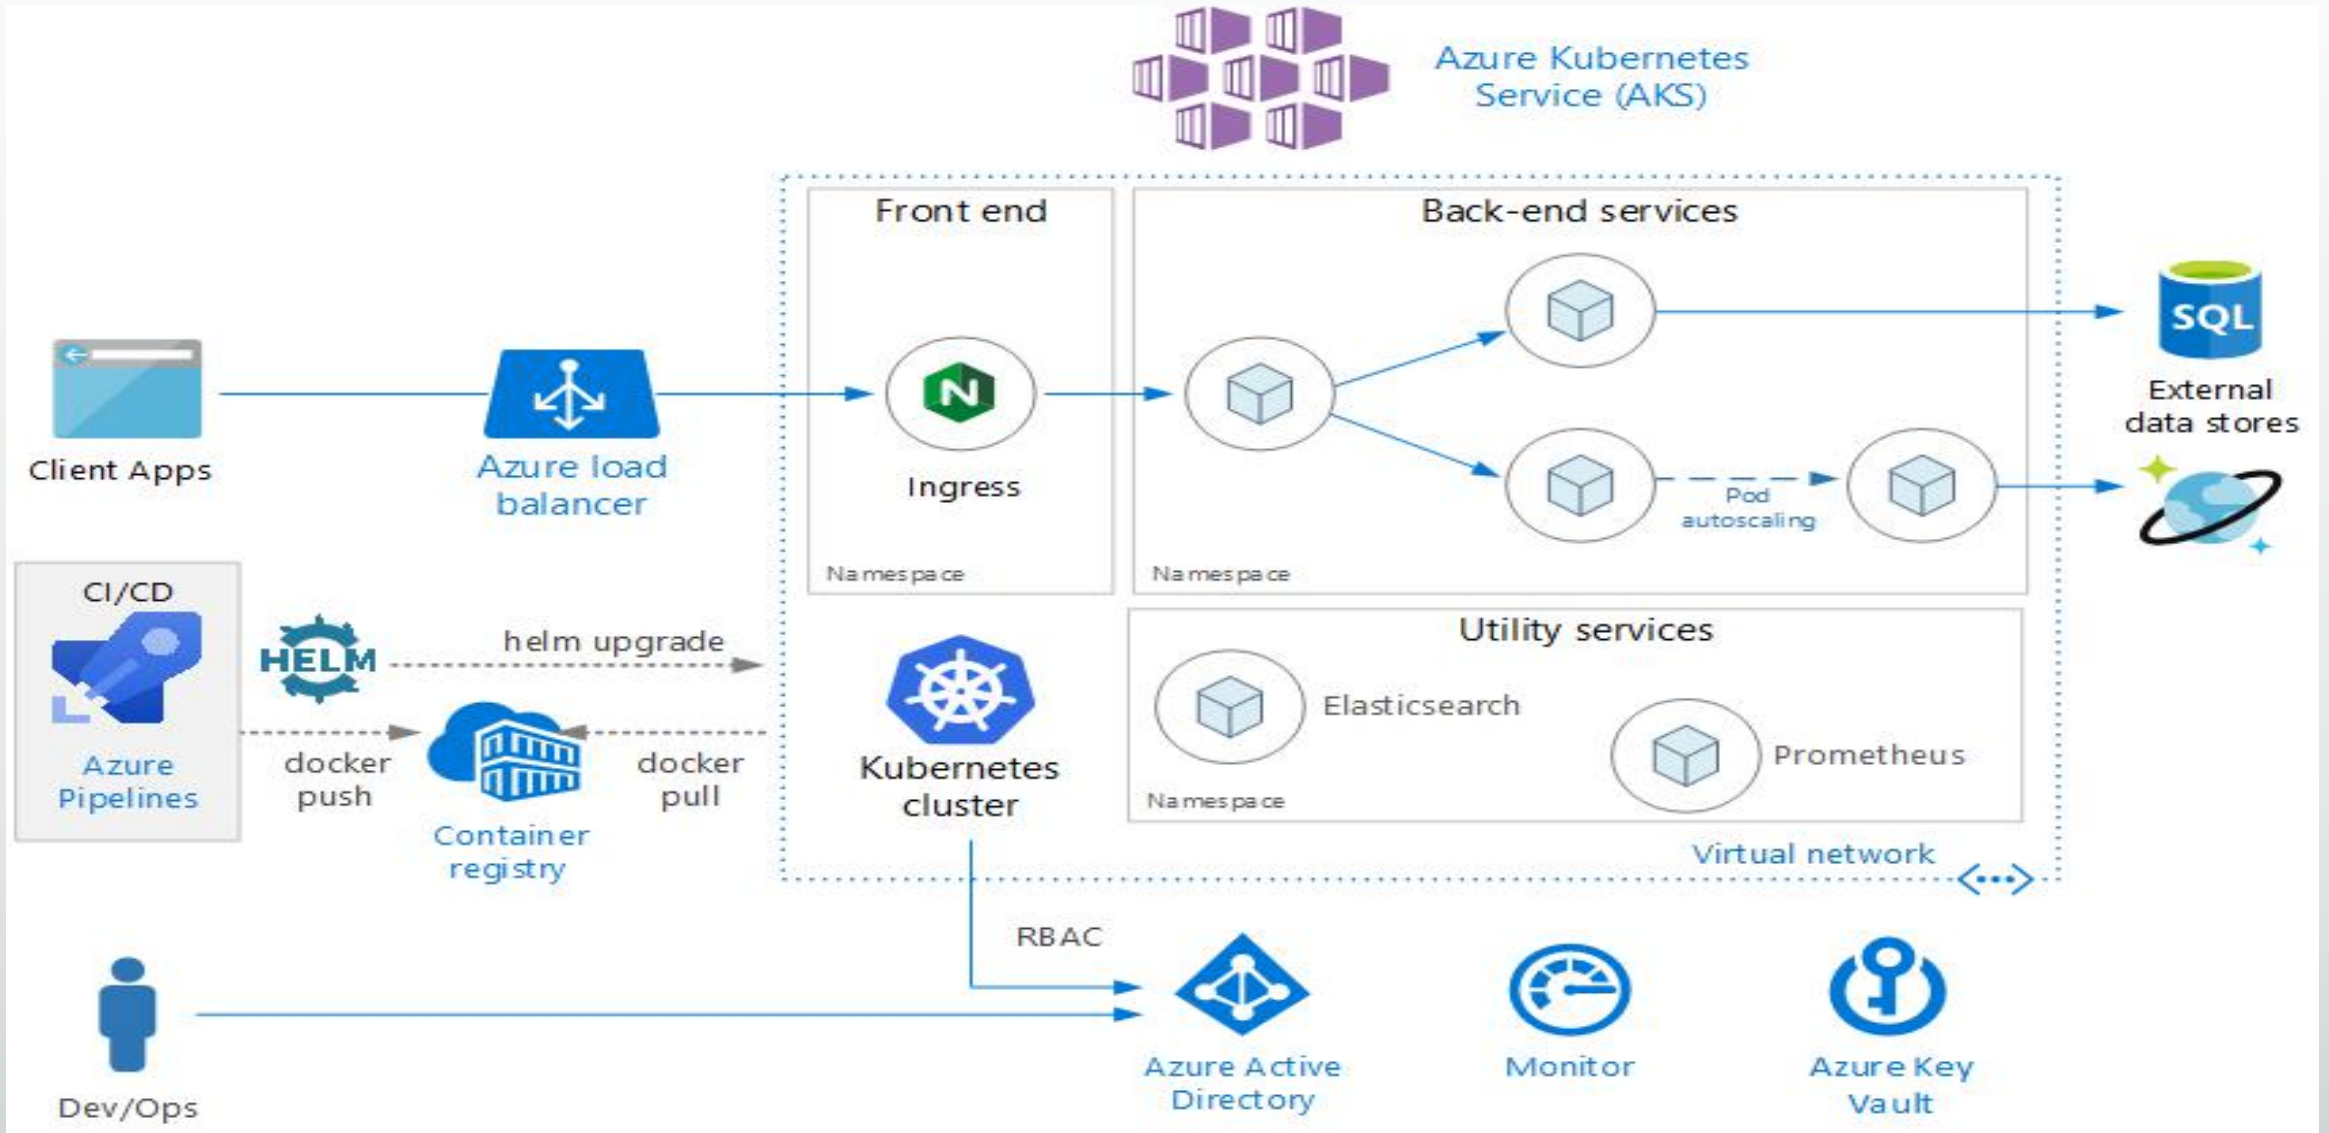 Azure Kubernetes
Service (AKS)
Front end
Back-end services
SQL
External
data stores
Client Apps
Azure load
balancer
N
Ingress
Pod
autoscaling
Namespace
Namespace
CI/CD
HELM
helm upgrade
Utility services
Elasticsearch
Prometheus
Azure
Pipelines
docker
push
docker
pull
Kubernetes
cluster
Namespace
Container
registry
Virtual network
RBAC
Azure Active
Directory
Monitor
Azure Key
Vault
Dev/Ops